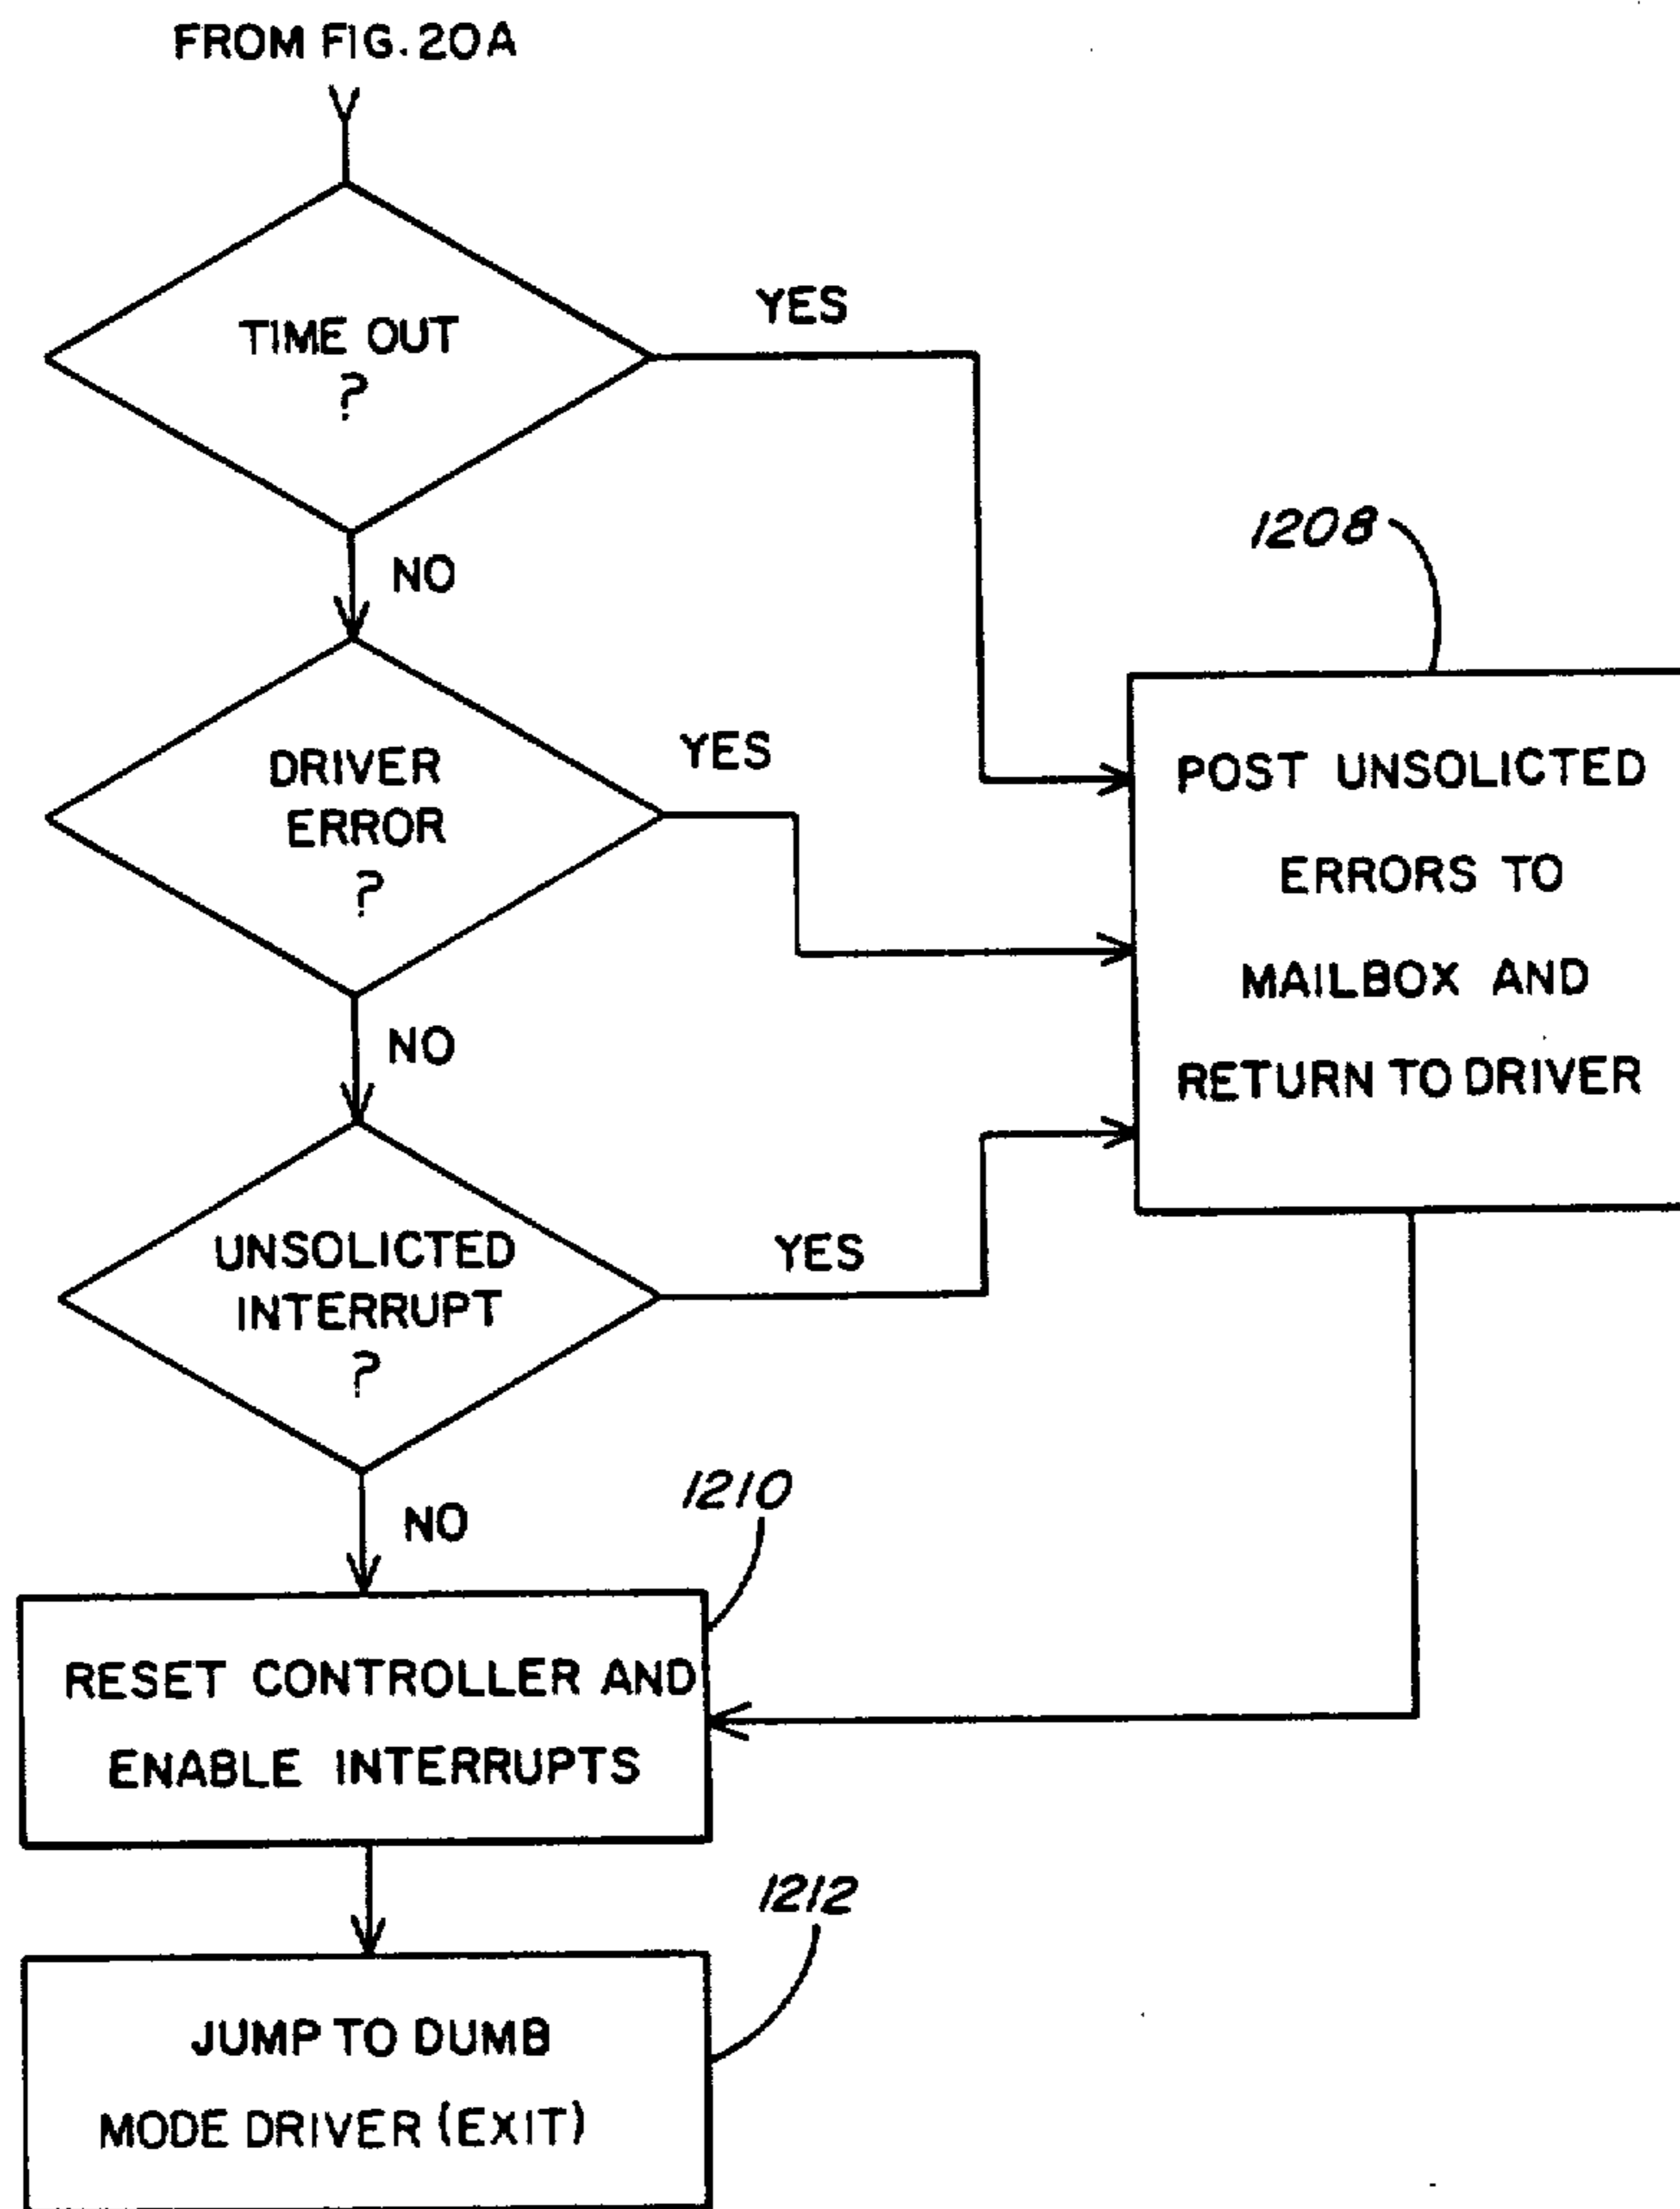 FROM FIG. 20A
TIME OUT
?
YES
NO
1208
DRIVER
ERROR
?
YES
NO
POST UNSOLICTED
ERRORS TO
MAILBOX AND
RETURN TO DRIVER
UNSOLICTED
INTERRUPT
?
YES
NO
1210
RESET CONTROLLER AND
ENABLE INTERRUPTS
1212
JUMP TO DUMB
MODE DRIVER (EXIT)